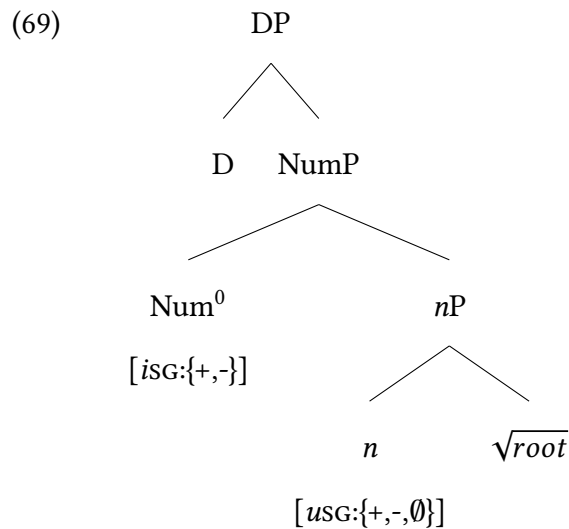 (69) DP
D NumP
Num⁰ nP
[iSG:{+,-}]
n √root
[uSG:{+,-,∅}]